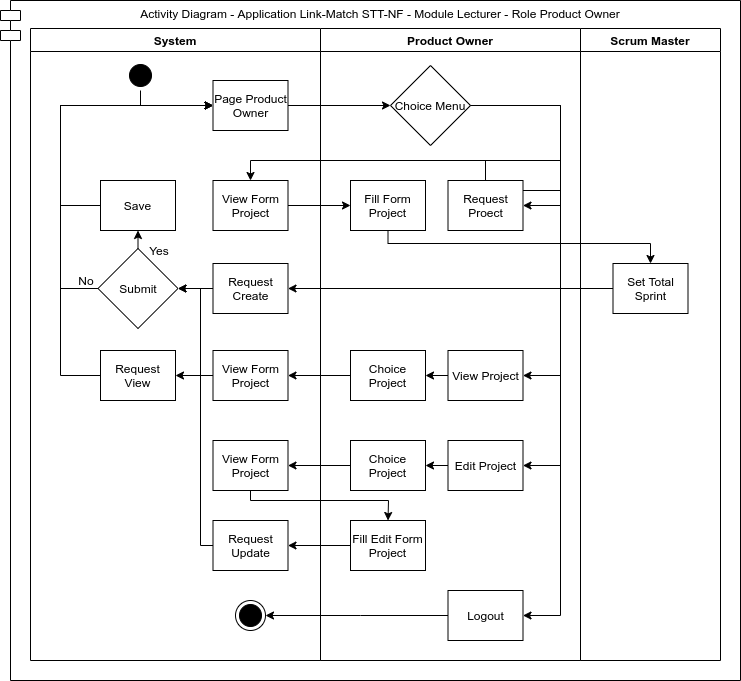 Activity Diagram - Application Link-Match STT-NF - Module Lecturer - Role Product Owner
System
Product Owner
Scrum Master
Page Product
Owner
Choice Menu
Save
View Form
Project
Fill Form
Project
Request
Proect
Yes
No
Submit
Request
Create
Set Total
Sprint
Request
View
View Form
Project
Choice
Project
View Project
View Form
Project
Choice
Project
Edit Project
Request
Update
Fill Edit Form
Project
Logout